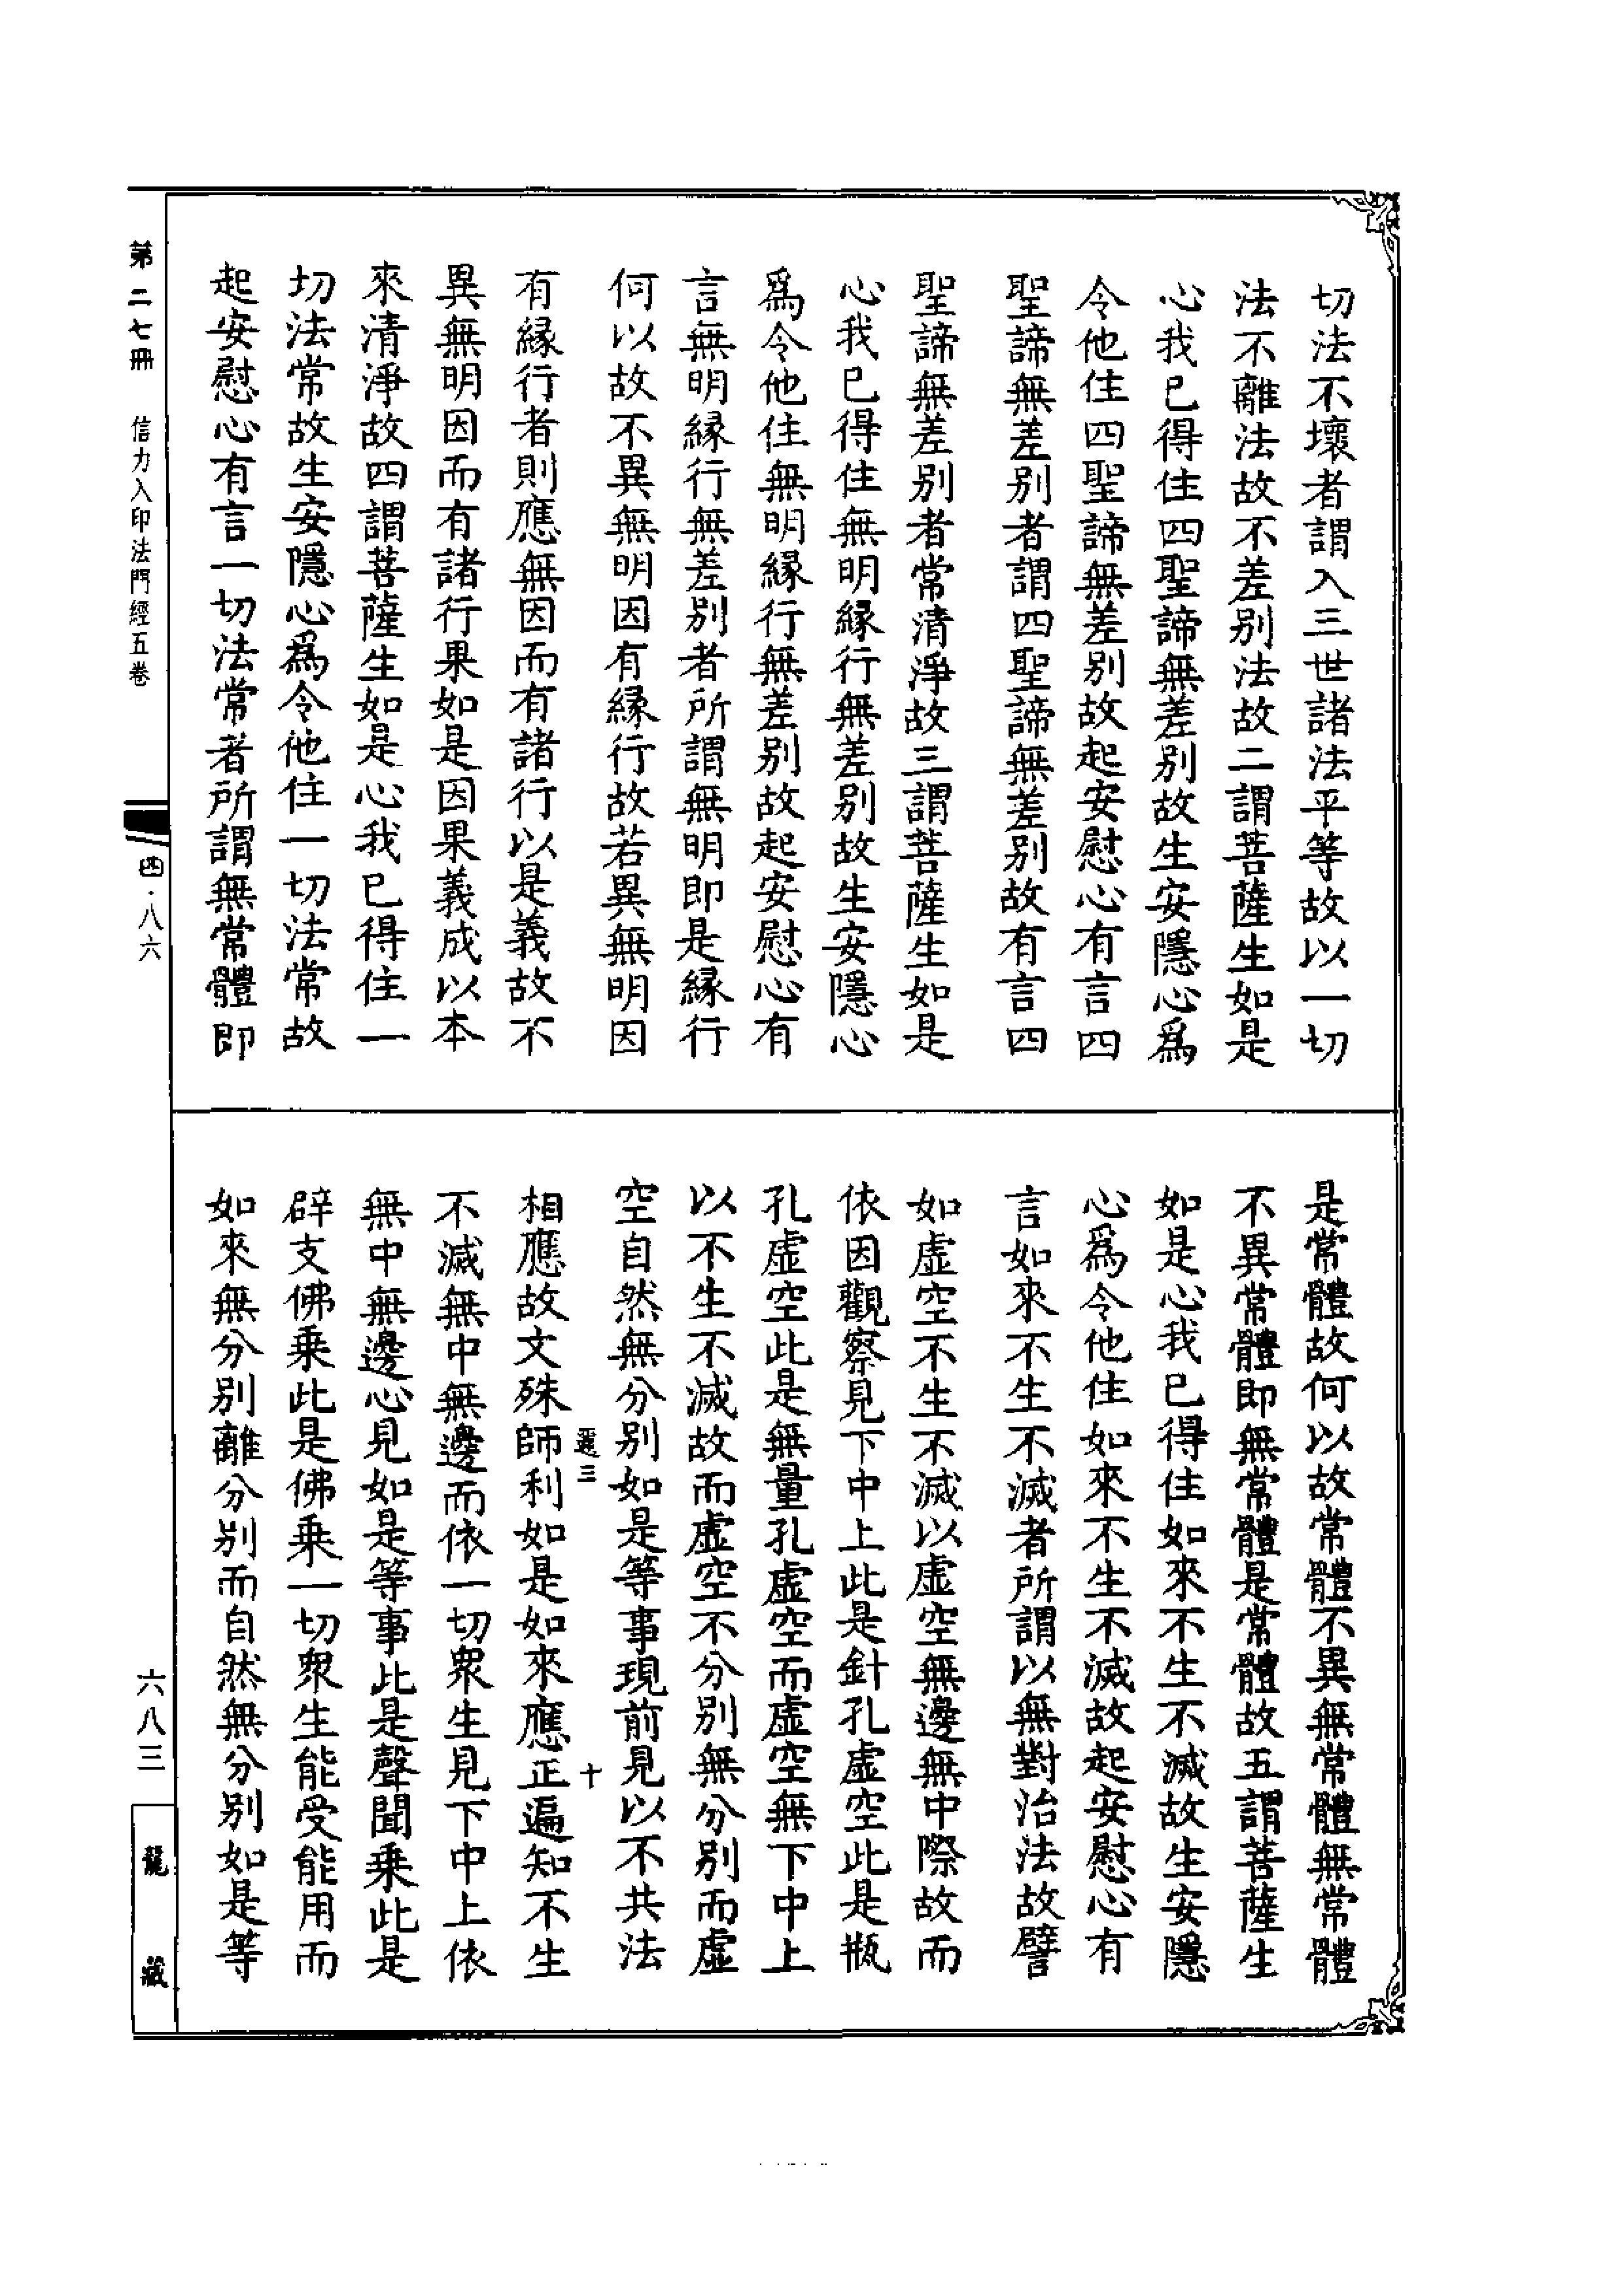 切法不壞者謂入三世諸法平等故以一切
法不離法故不差别法故二謂菩薩生如是
心我已得住四聖諦無差别故生安隱心爲
令他住四聖諦無差别故起安慰心有言四
聖諦無差别者謂四聖諦無差别故有言四
聖諦無差别者常清淨故三謂菩薩生如是
心我已得住無明縁行無差别故生安隱心
爲令他住無明縁行無差别故起安慰心有
言無明縁行無差别者所謂無明即是縁行
何以故不異無明因有縁行故若異無明因
有縁行者則應無因而有諸行以是義故不
異無明因而有諸行果如是因果義成以本
來清淨故四謂菩薩生如是心我已得住一
切法常故生安隱心爲令他住一切法常故
起安慰心有言一切法常者所謂無常體即
是常體故何以故常體不異無常體無常體
不異常體即無常體是常體故五謂菩薩生
如是心我已得住如來不生不滅故生安隱
心爲令他住如來不生不滅故起安慰心有
言如來不生不滅者所謂以無對治法故譬
如虛空不生不滅以虛空無邊無中際故而
依因觀察見下中上此是針孔虛空此是瓶
孔虛空此是無量孔虛空而虛空無下中上
以不生不滅故而虛空不分别無分别而虛
空自然無分别如是等事現前見以不共法
三 十
相應故文殊師利如是如來應正遍知不生
不滅無中無邊而依一切衆生見下中上依
無中無邊心見如是等事此是聲聞乗此是
辟支佛乗此是佛乗一切衆生能受能用而
如來無分别離分别而自然無分别如是等
第二七冊 信力入印法門經五卷
四·八六
六八三
龍藏